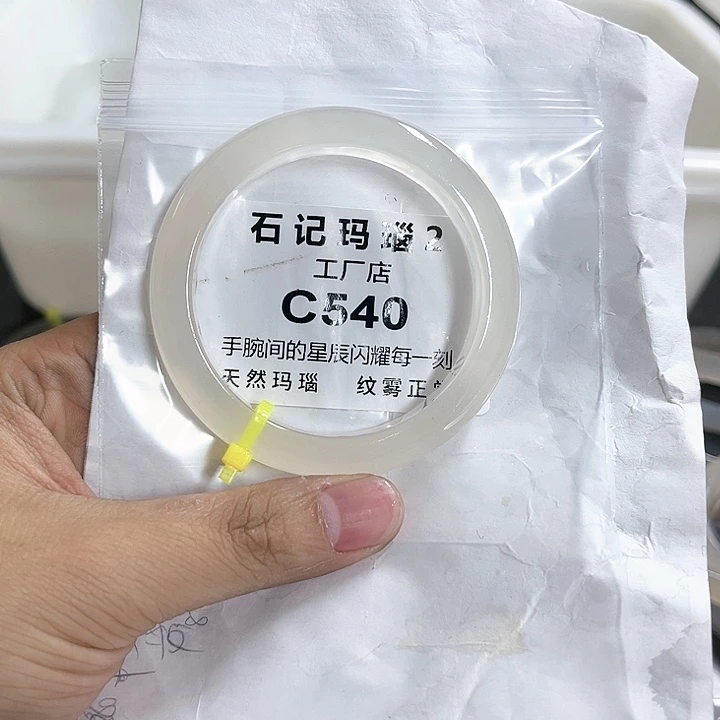 石记玛瑙2
工厂店
C540
手腕间的星辰闪耀每一刻
天然玛瑙 纹雾正